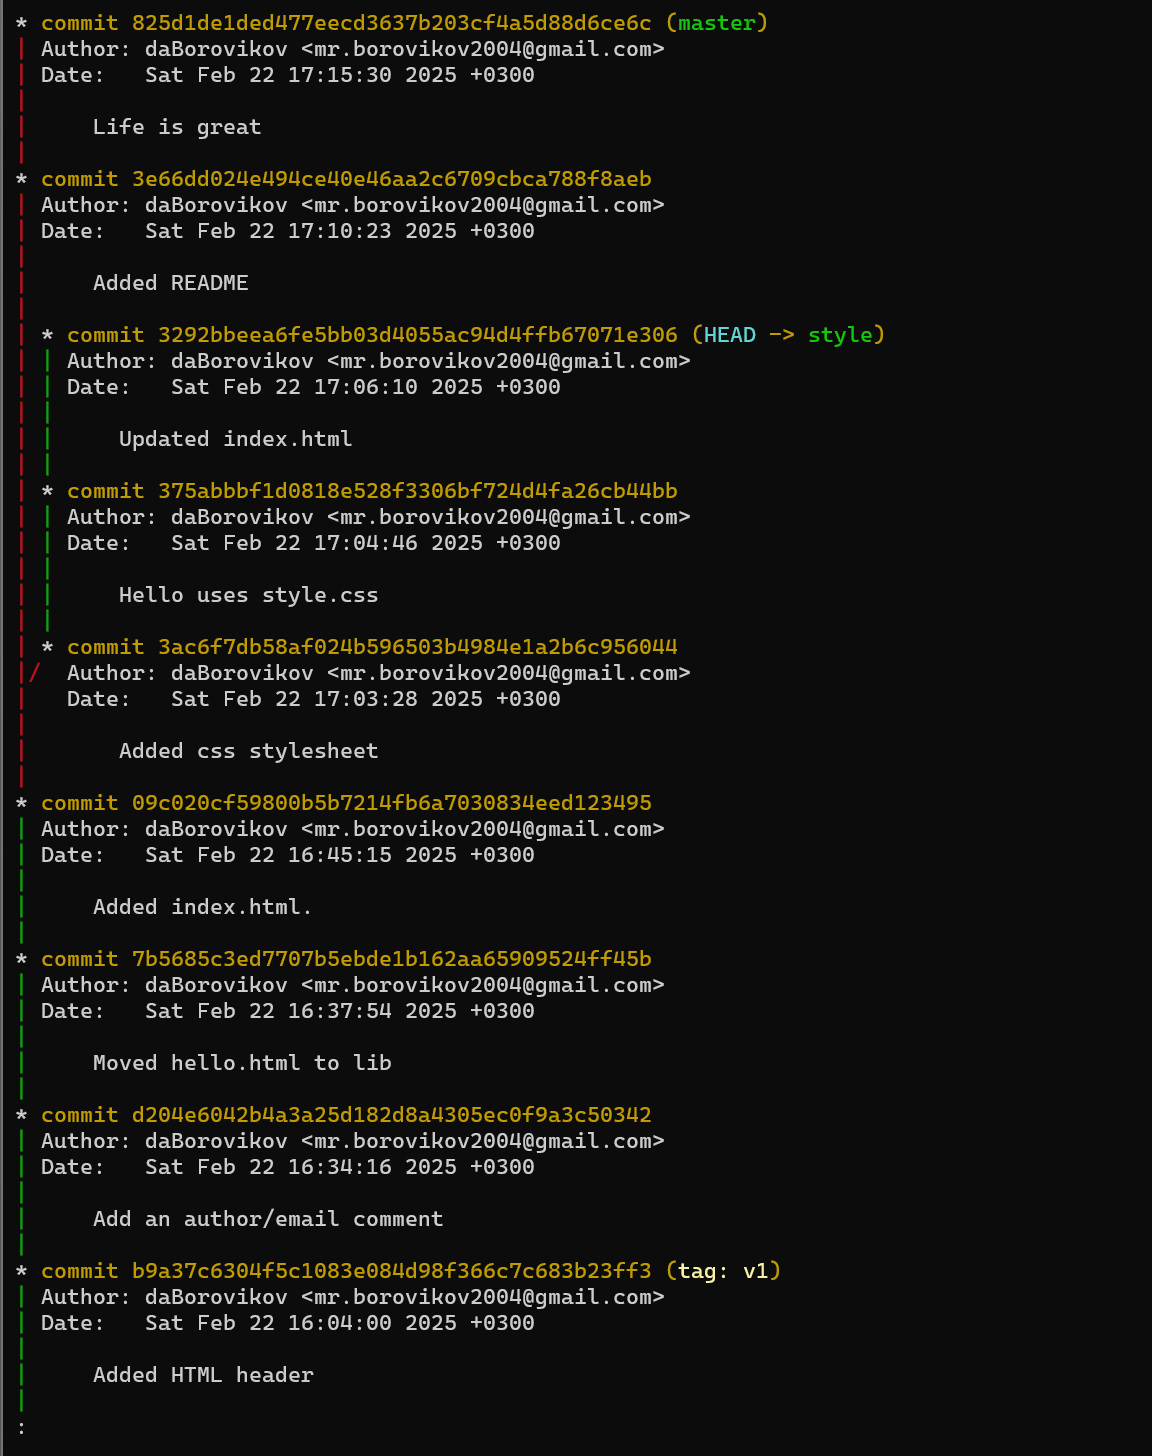 * commit 825d1de1ded477eecd3637b203cf4a5d88d6ce6c (master)
| Author: daBorovikov <mr.borovikov2004@gmail.com>
| Date:   Sat Feb 22 17:15:30 2025 +0300
|
|     Life is great
|
* commit 3e66dd024e494ce40e46aa2c6709cbca788f8aeb
| Author: daBorovikov <mr.borovikov2004@gmail.com>
| Date:   Sat Feb 22 17:10:23 2025 +0300
|
|     Added README
|
| * commit 3292bbeea6fe5bb03d4055ac94d4ffb67071e306 (HEAD -> style)
| | Author: daBorovikov <mr.borovikov2004@gmail.com>
| | Date:   Sat Feb 22 17:06:10 2025 +0300
| |
| |     Updated index.html
| |
| * commit 375abbbf1d0818e528f3306bf724d4fa26cb44bb
| | Author: daBorovikov <mr.borovikov2004@gmail.com>
| | Date:   Sat Feb 22 17:04:46 2025 +0300
| |
| |     Hello uses style.css
| |
| * commit 3ac6f7db58af024b596503b4984e1a2b6c956044
|/  Author: daBorovikov <mr.borovikov2004@gmail.com>
|   Date:   Sat Feb 22 17:03:28 2025 +0300
|
|       Added css stylesheet
|
* commit 09c020cf59800b5b7214fb6a7030834eed123495
| Author: daBorovikov <mr.borovikov2004@gmail.com>
| Date:   Sat Feb 22 16:45:15 2025 +0300
|
|     Added index.html.
|
* commit 7b5685c3ed7707b5ebde1b162aa65909524ff45b
| Author: daBorovikov <mr.borovikov2004@gmail.com>
| Date:   Sat Feb 22 16:37:54 2025 +0300
|
|     Moved hello.html to lib
|
* commit d204e6042b4a3a25d182d8a4305ec0f9a3c50342
| Author: daBorovikov <mr.borovikov2004@gmail.com>
| Date:   Sat Feb 22 16:34:16 2025 +0300
|
|     Add an author/email comment
|
* commit b9a37c6304f5c1083e084d98f366c7c683b23ff3 (tag: v1)
| Author: daBorovikov <mr.borovikov2004@gmail.com>
| Date:   Sat Feb 22 16:04:00 2025 +0300
|
|     Added HTML header
|
: